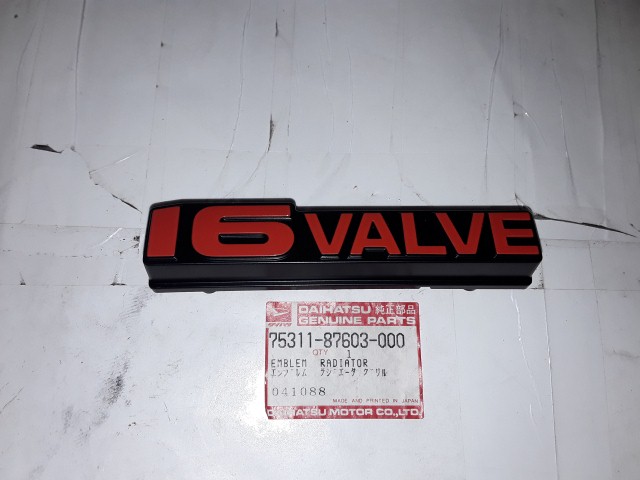 16 VALVE
DAIHATSU 純正部品
GENUINE PARTS
75311-87603-000
QTY 1
EMBLEM RADIATOR
エンブレム ラジエータ グリル
041088
MADE AND PRINTED IN JAPAN
DAIHATSU MOTOR CO.,LTD.